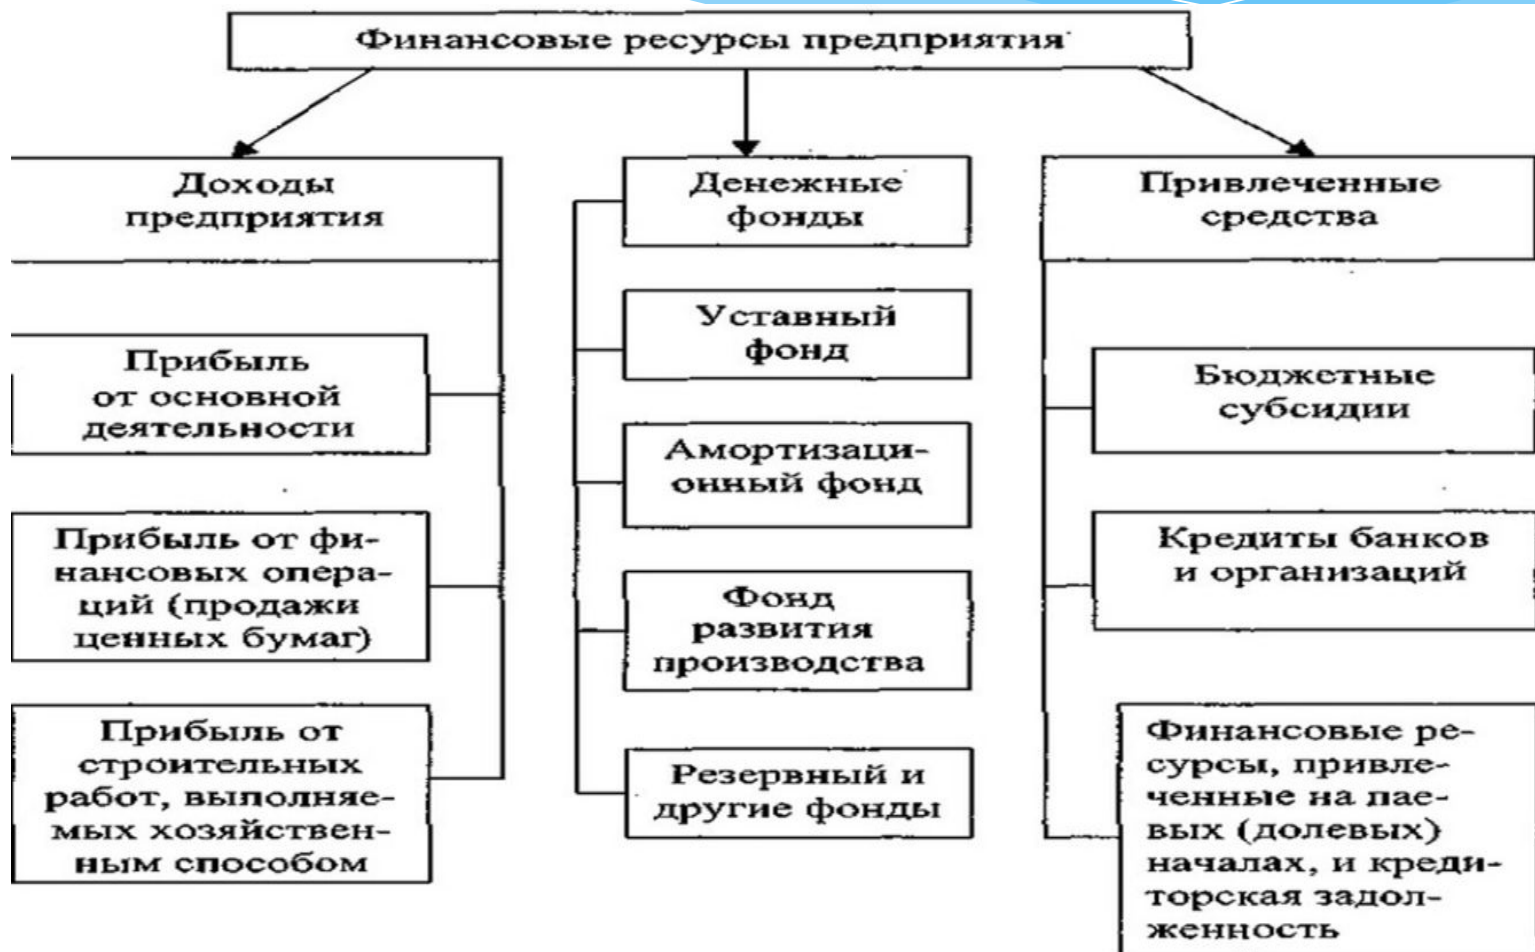 Финансовые ресурсы предприятия
Доходы
предприятия
Прибыль
от основной
деятельности
Прибыль от фи-
нансовых опера-
ций (продажи
ценных бумаг)
Прибыль от
строительных
работ, выполняе-
мых хозяйствен-
ным способом
Денежные
фонды
Уставный
фонд
Амортизаци-
онный фонд
Фонд
развития
производства
Резервный и
другие фонды
Привлеченные
средства
Бюджетные
субсидии
Кредиты банков
и организаций
Финансовые ре-
сурсы, привле-
ченные на пае-
вых (долевых)
началах, и креди-
торская задол-
женность